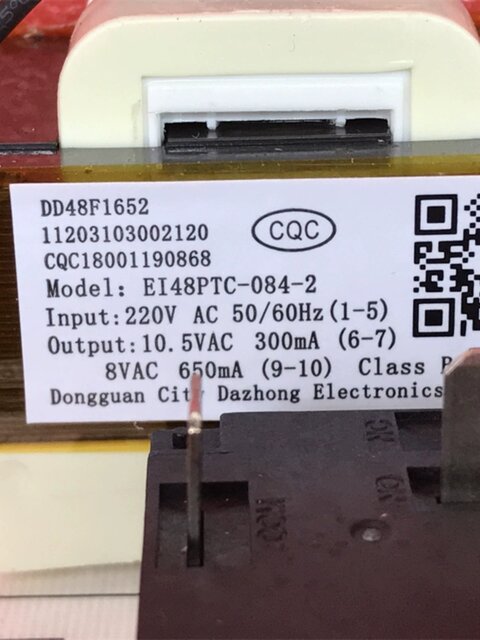 DD48F1652
11203103002120
CQC18001190868
CQC
Model: EI48PTC-084-2
Input:220V AC 50/60Hz(1-5)
Output:10.5VAC 300mA (6-7)
8VAC 650mA (9-10) Class B
Dongguan City Dazhong Electronics